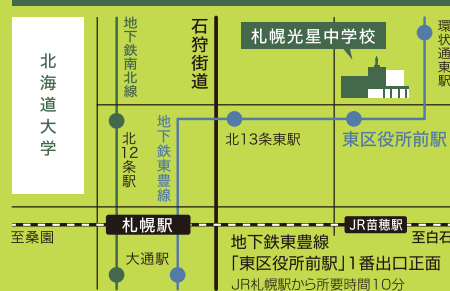 北海道大学
地下鉄南北線
石狩街道
札幌光星中学校
環状通東駅
北12条駅
地下鉄東豊線
北13条東駅
東区役所前駅
札幌駅
JR苗穂駅
至桑園
至白石
大通駅
地下鉄東豊線
「東区役所前駅」1番出口正面
JR札幌駅から所要時間10分